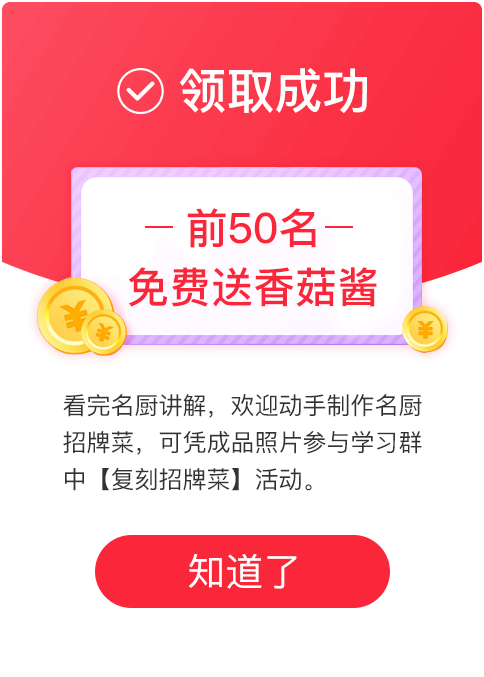 领取成功
前50名
免费送香菇酱
看完名厨讲解，欢迎动手制作名厨
招牌菜，可凭成品照片参与学习群
中【复刻招牌菜】活动。
知道了